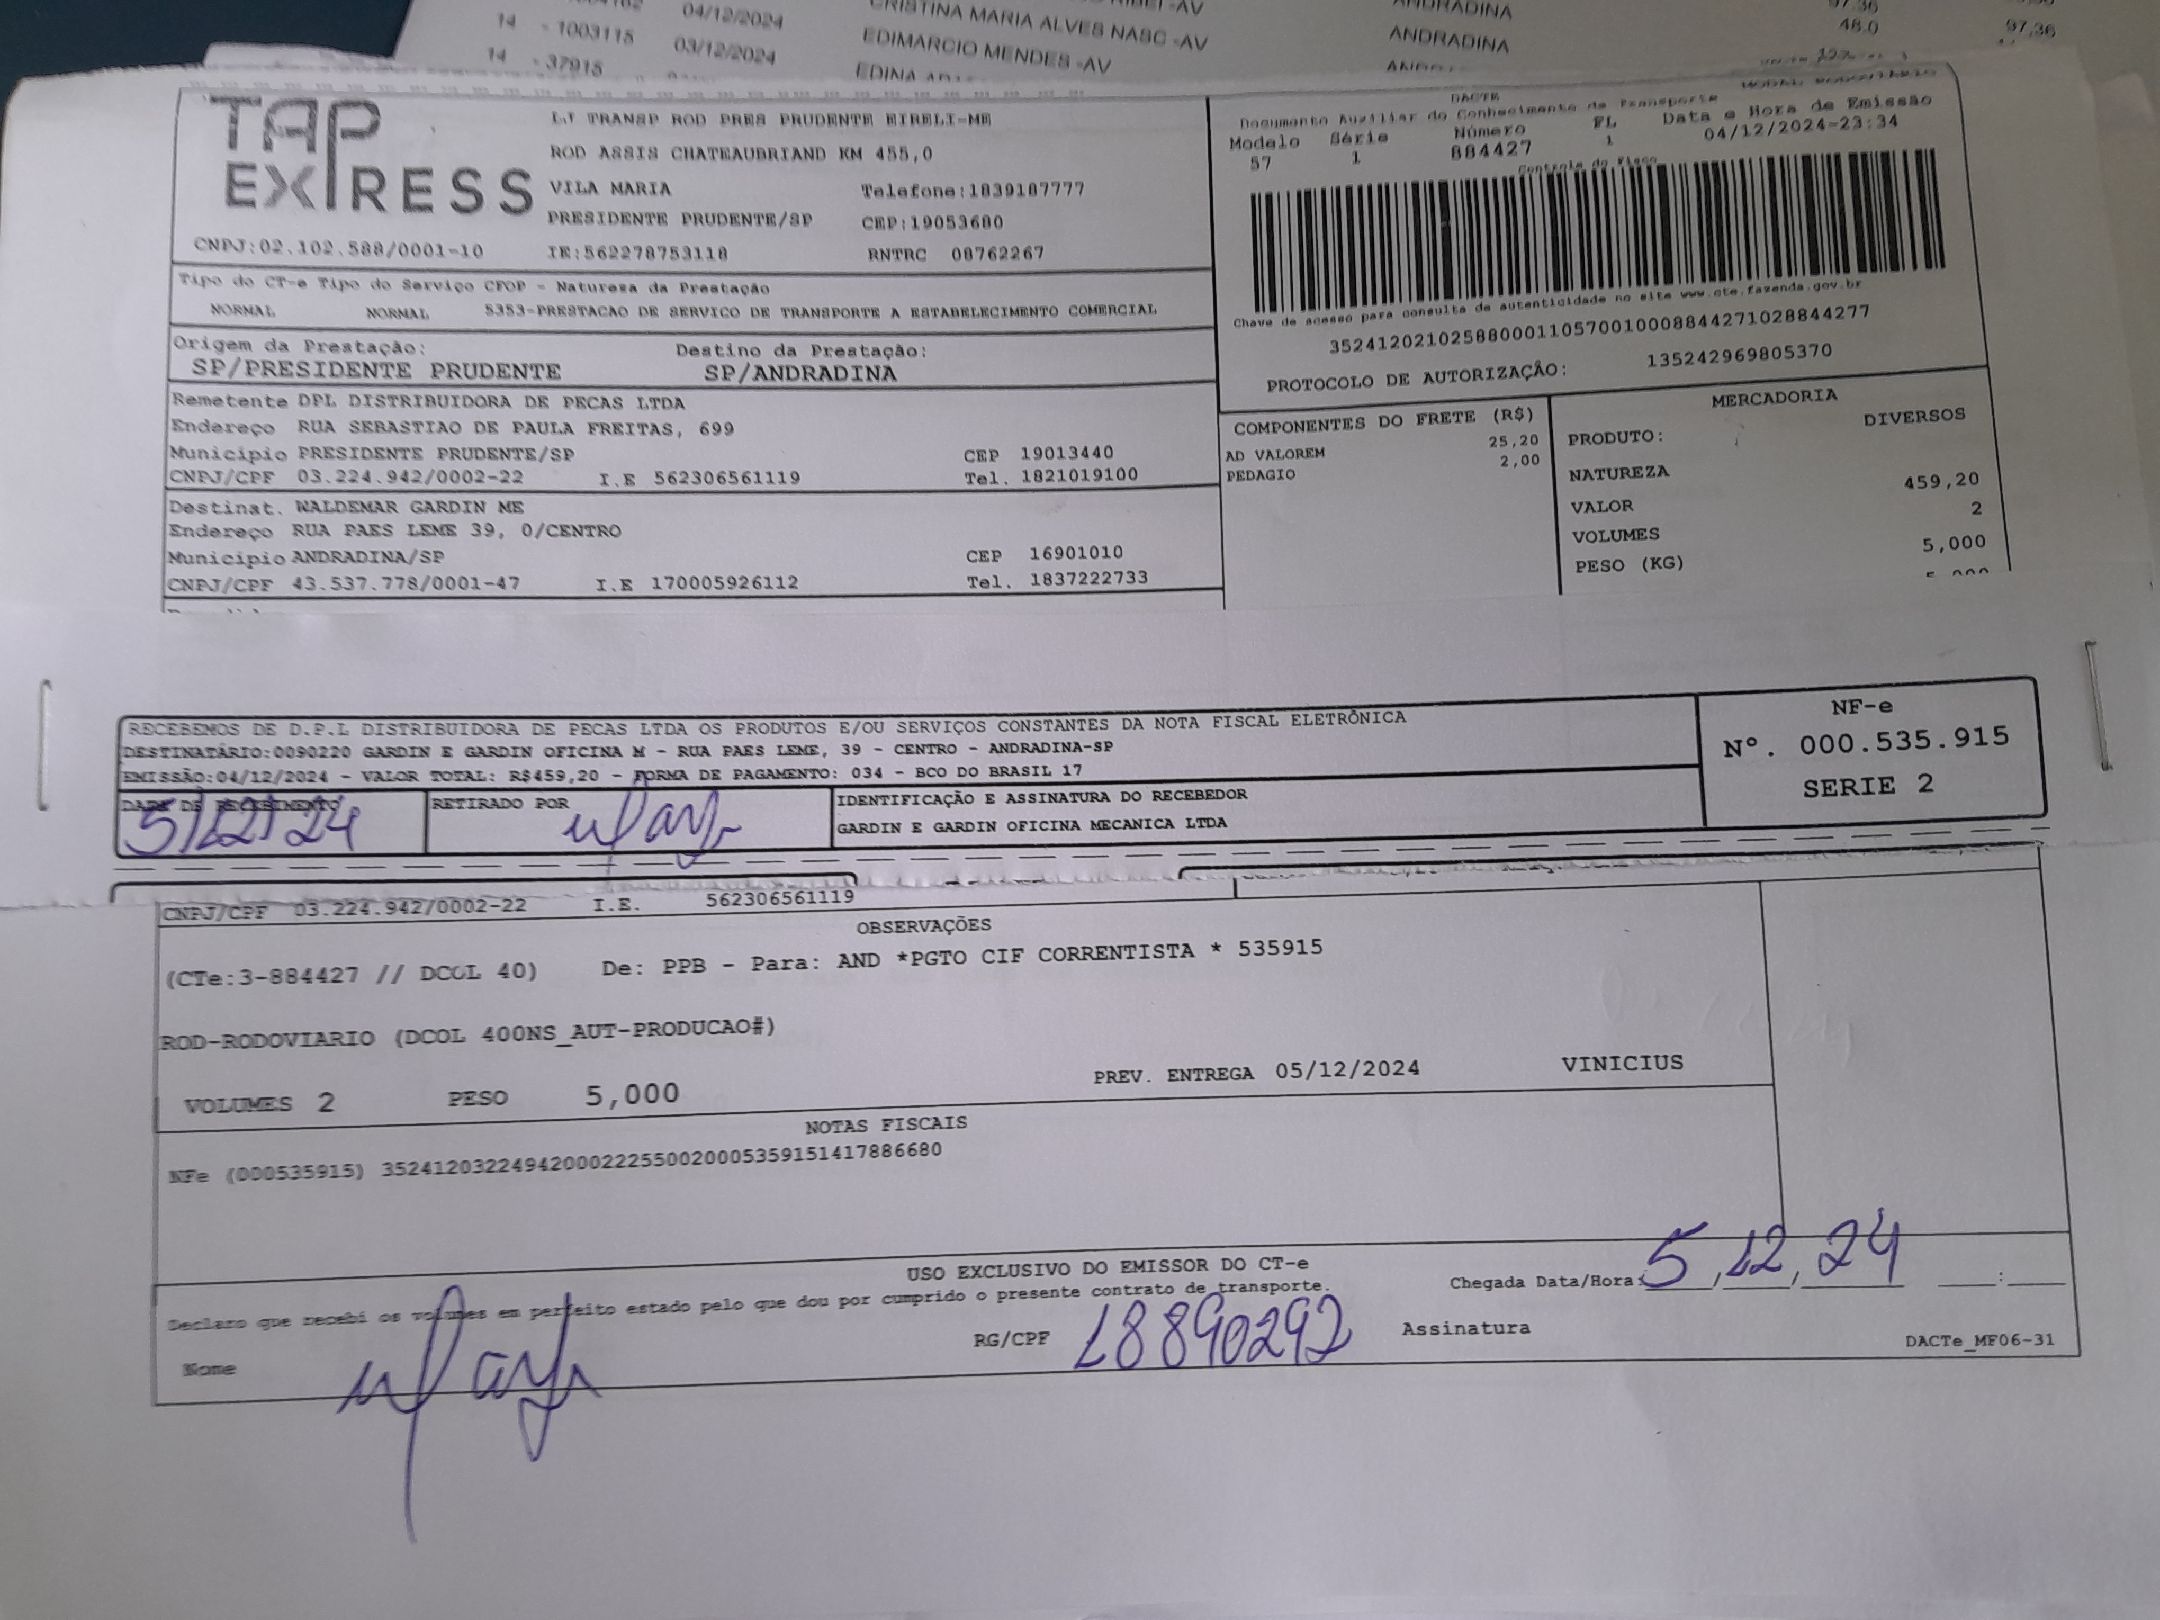 04/12/2024
CRISTINA MARIA ALVES NASC -AV
ANDRADINA
14 - 1003115 03/12/2024 EDIMARCIO MENDES -AV ANDRADINA 48.0 97,36
14 - 37915
TAP EXPRESS
LJ TRANSP ROD PRES PRUDENTE EIRELI-ME
ROD ASSIS CHATEAUBRIAND KM 455,0
VILA MARIA Telefone:1839187777
PRESIDENTE PRUDENTE/SP CEP:19053680
CNPJ:02.102.588/0001-10 IE:562278753118 RNTRC 08762267
DACTE
Documento Auxiliar do Conhecimento de Transporte
Modelo Série Número FL Data e Hora de Emissão
57 1 884427 1 04/12/2024-23:34
Controle do Fisco
Chave de acesso para consulta de autenticidade no site www.cte.fazenda.gov.br
35241202102588000110570010008844271028844277
PROTOCOLO DE AUTORIZAÇÃO: 135242969805370
Tipo do CT-e Tipo do Serviço CFOP - Natureza da Prestação
NORMAL NORMAL 5353-PRESTACAO DE SERVICO DE TRANSPORTE A ESTABELECIMENTO COMERCIAL
Origem da Prestação: Destino da Prestação:
SP/PRESIDENTE PRUDENTE SP/ANDRADINA
Remetente DPL DISTRIBUIDORA DE PECAS LTDA
Endereço RUA SEBASTIAO DE PAULA FREITAS, 699
Município PRESIDENTE PRUDENTE/SP CEP 19013440
CNPJ/CPF 03.224.942/0002-22 I.E 562306561119 Tel. 1821019100
Destinat. WALDEMAR GARDIN ME
Endereço RUA PAES LEME 39, 0/CENTRO
Município ANDRADINA/SP CEP 16901010
CNPJ/CPF 43.537.778/0001-47 I.E 170005926112 Tel. 1837222733
COMPONENTES DO FRETE (R$)
AD VALOREM 25,20
PEDAGIO 2,00
MERCADORIA
PRODUTO: DIVERSOS
NATUREZA
VALOR 459,20
VOLUMES 2
PESO (KG) 5,000
RECEBEMOS DE D.P.L DISTRIBUIDORA DE PECAS LTDA OS PRODUTOS E/OU SERVIÇOS CONSTANTES DA NOTA FISCAL ELETRÔNICA
DESTINATÁRIO:0090220 GARDIN E GARDIN OFICINA M - RUA PAES LEME, 39 - CENTRO - ANDRADINA-SP
EMISSÃO:04/12/2024 - VALOR TOTAL: R$459,20 - FORMA DE PAGAMENTO: 034 - BCO DO BRASIL 17
DATA DE RECEBIMENTO RETIRADO POR IDENTIFICAÇÃO E ASSINATURA DO RECEBEDOR
5/12/24 GARDIN E GARDIN OFICINA MECANICA LTDA
NF-e
Nº. 000.535.915
SERIE 2
CNPJ/CPF 03.224.942/0002-22 I.E. 562306561119
OBSERVAÇÕES
(CTe:3-884427 // DCOL 40) De: PPB - Para: AND *PGTO CIF CORRENTISTA * 535915
ROD-RODOVIARIO (DCOL 400NS_AUT-PRODUCAO#)
VOLUMES 2 PESO 5,000 PREV. ENTREGA 05/12/2024 VINICIUS
NOTAS FISCAIS
NFe (000535915) 35241203224942000222550020005359151417886680
USO EXCLUSIVO DO EMISSOR DO CT-e
Declaro que recebi os volumes em perfeito estado pelo que dou por cumprido o presente contrato de transporte.
Chegada Data/Hora: 5/12/24 __:__
Nome RG/CPF 18890292 Assinatura
DACTe_MF06-31